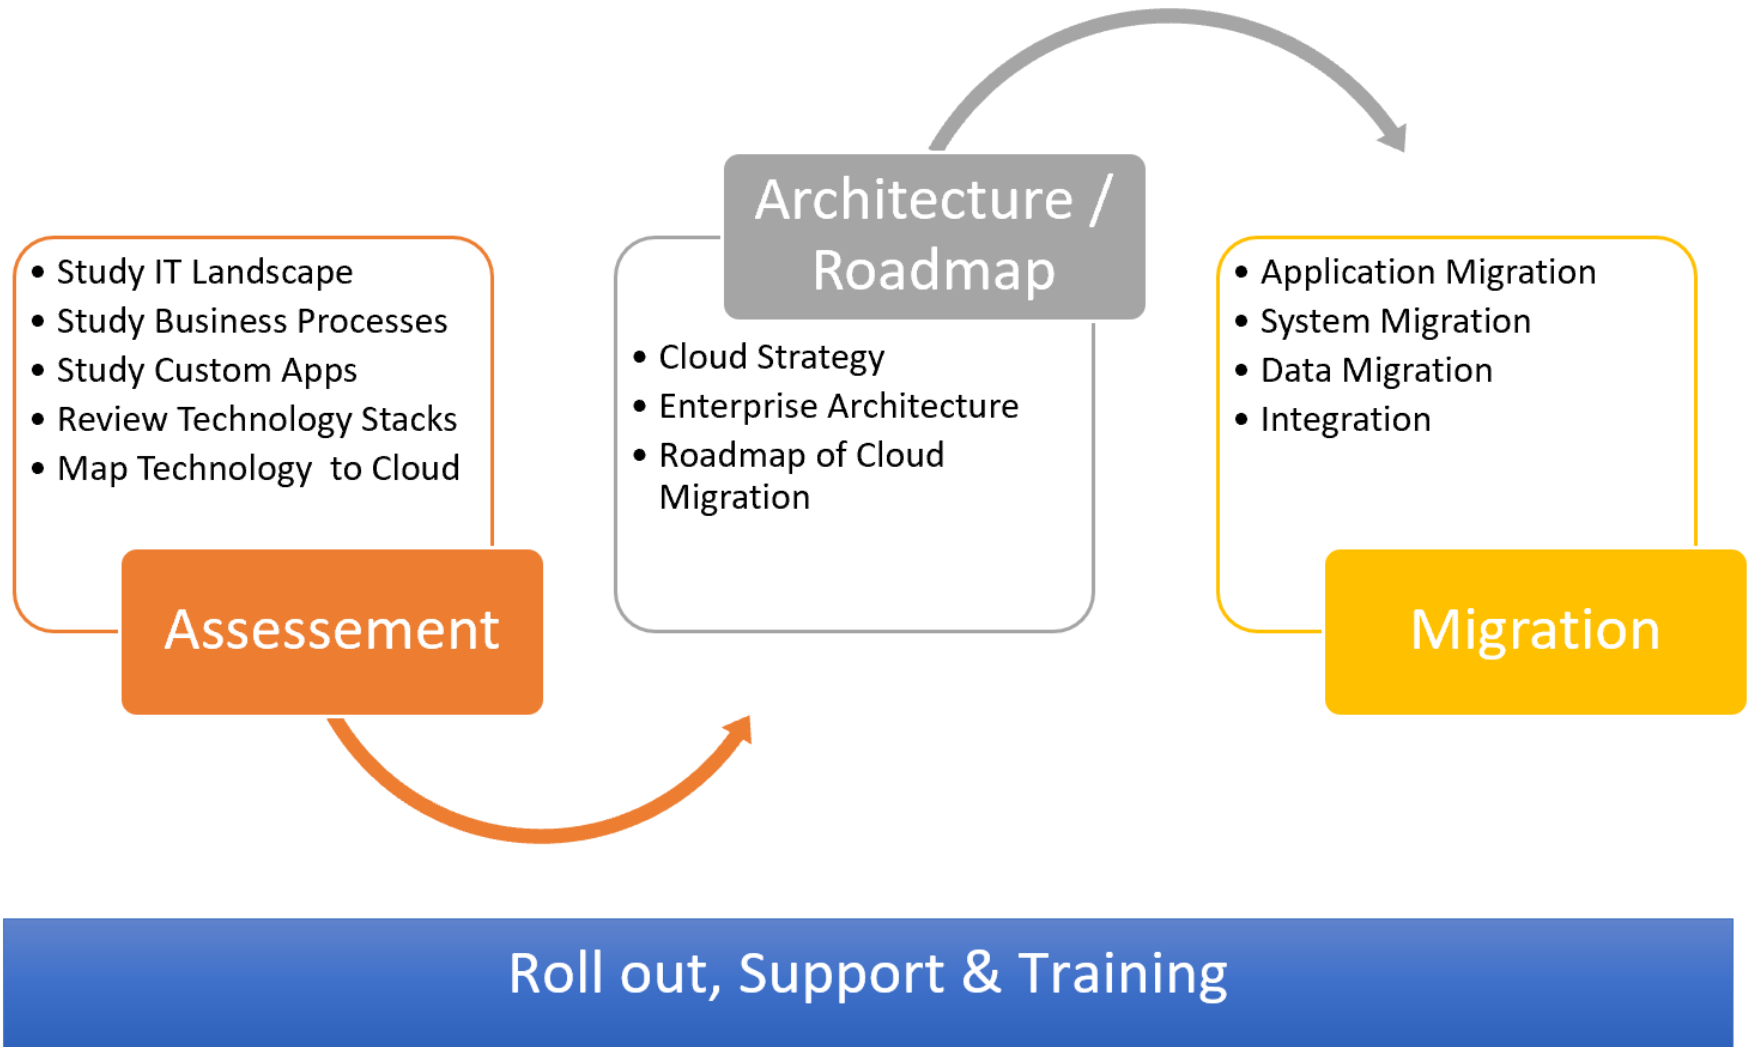 • Study IT Landscape
• Study Business Processes
• Study Custom Apps
• Review Technology Stacks
• Map Technology  to Cloud
Assessement
Architecture /
Roadmap
• Cloud Strategy
• Enterprise Architecture
• Roadmap of Cloud
Migration
• Application Migration
• System Migration
• Data Migration
• Integration
Migration
Roll out, Support & Training